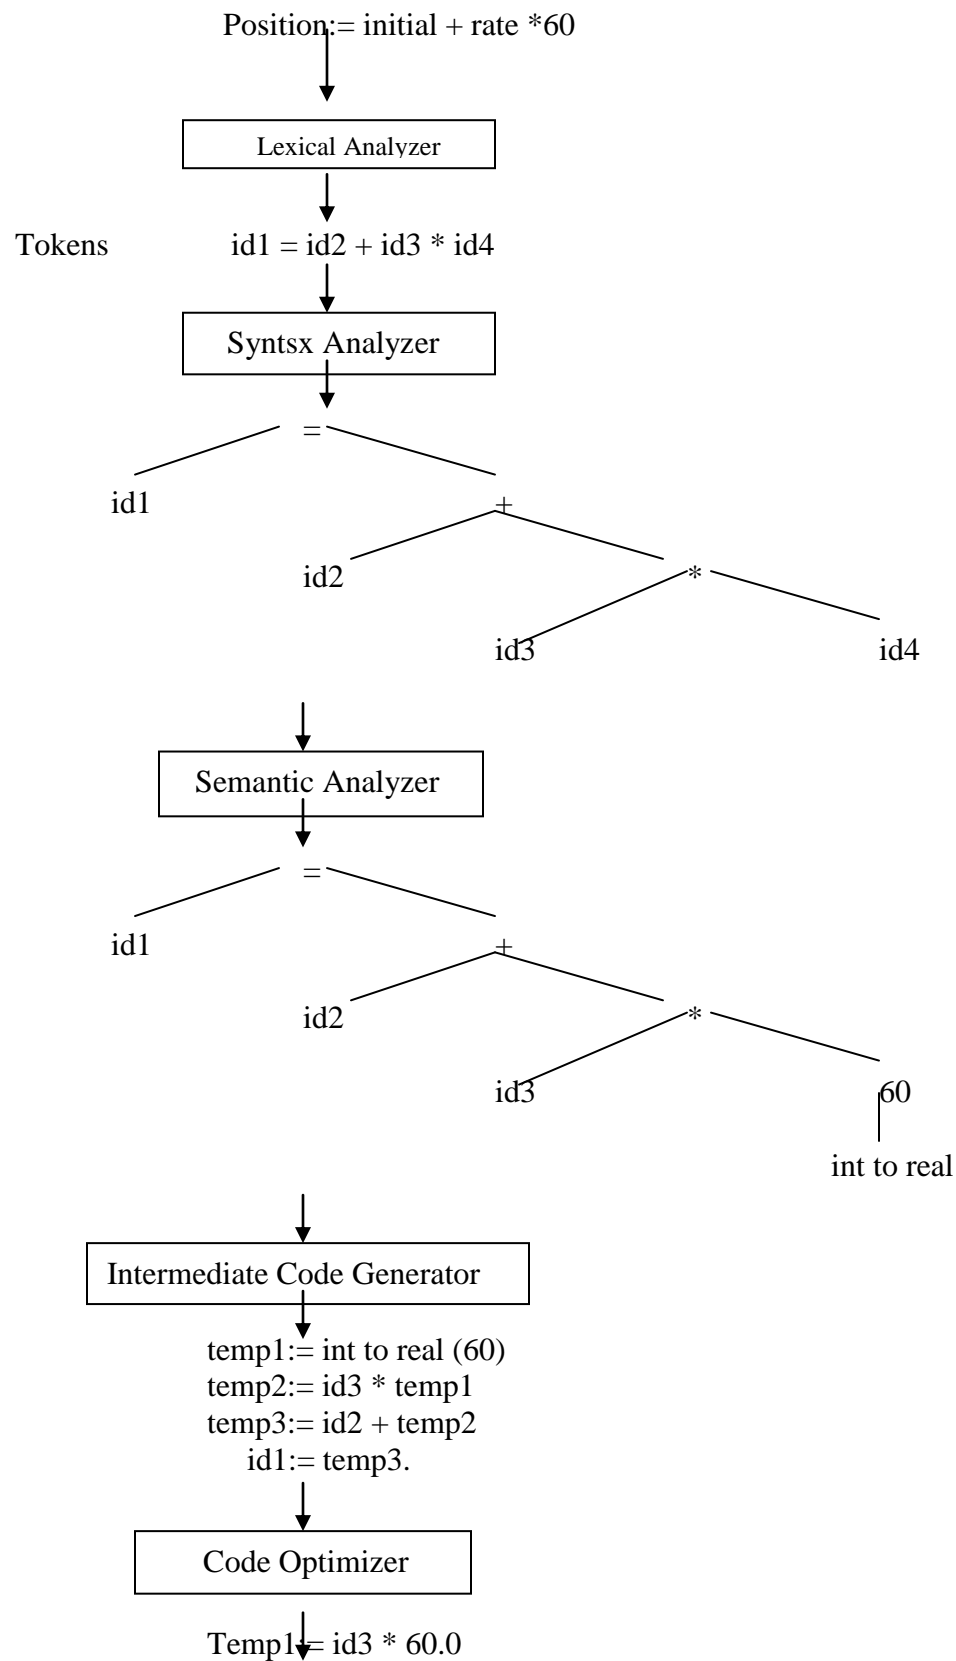 Position:= initial + rate *60
Lexical Analyzer
Tokens id1 = id2 + id3 * id4
Syntsx Analyzer
=
id1
+
id2
*
id3 id4
Semantic Analyzer
=
id1
+
id2
*
id3 60
int to real
Intermediate Code Generator
temp1:= int to real (60)
temp2:= id3 * temp1
temp3:= id2 + temp2
id1:= temp3.
Code Optimizer
Temp1:= id3 * 60.0